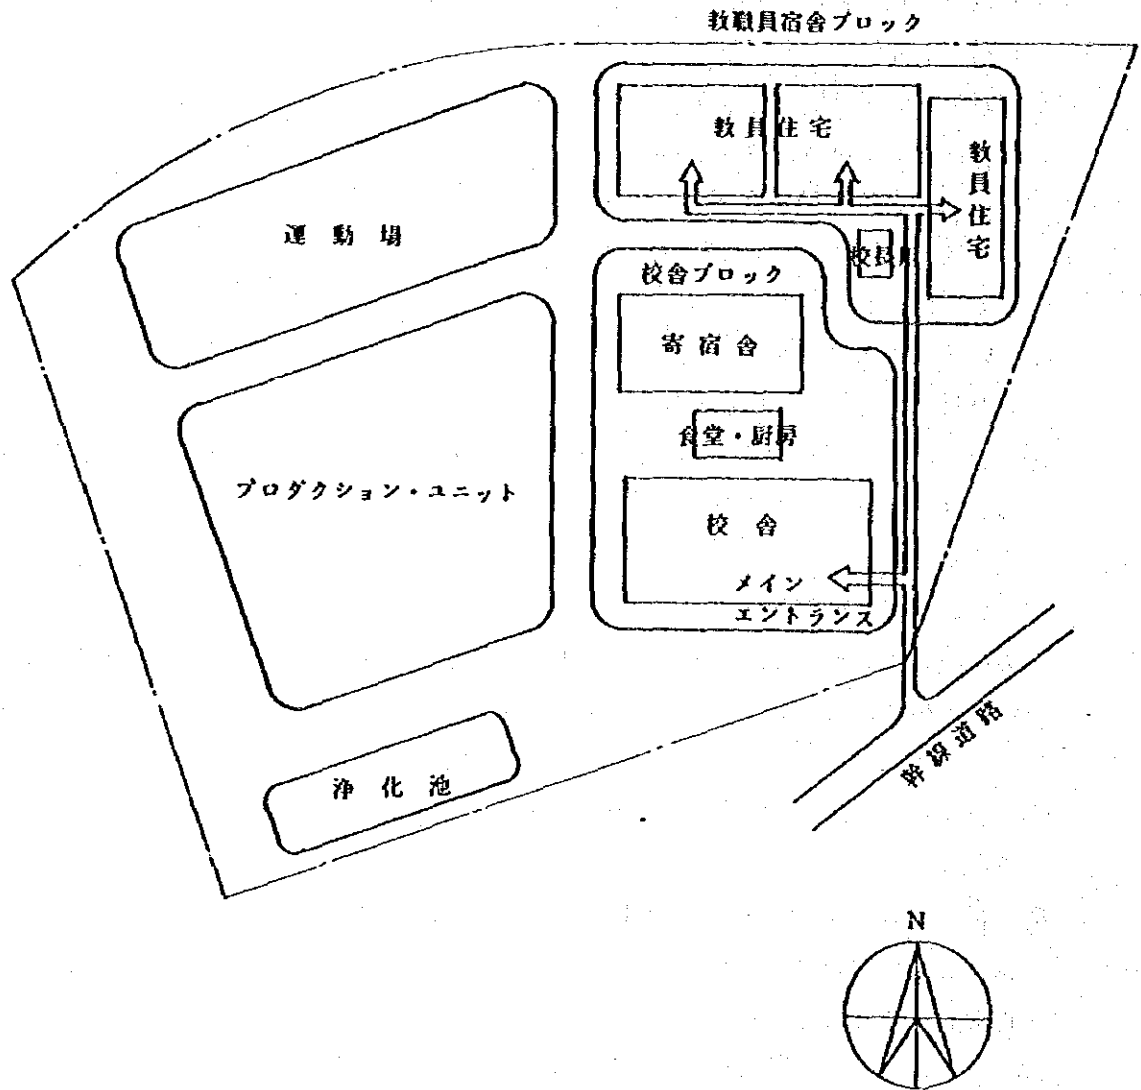 教職員宿舎ブロック
教員住宅
教員住宅
運動場
校長
校舎ブロック
寄宿舎
食堂・厨房
プロダクション・ユニット
校舎
メイン
エントランス
幹線道路
浄化池
N